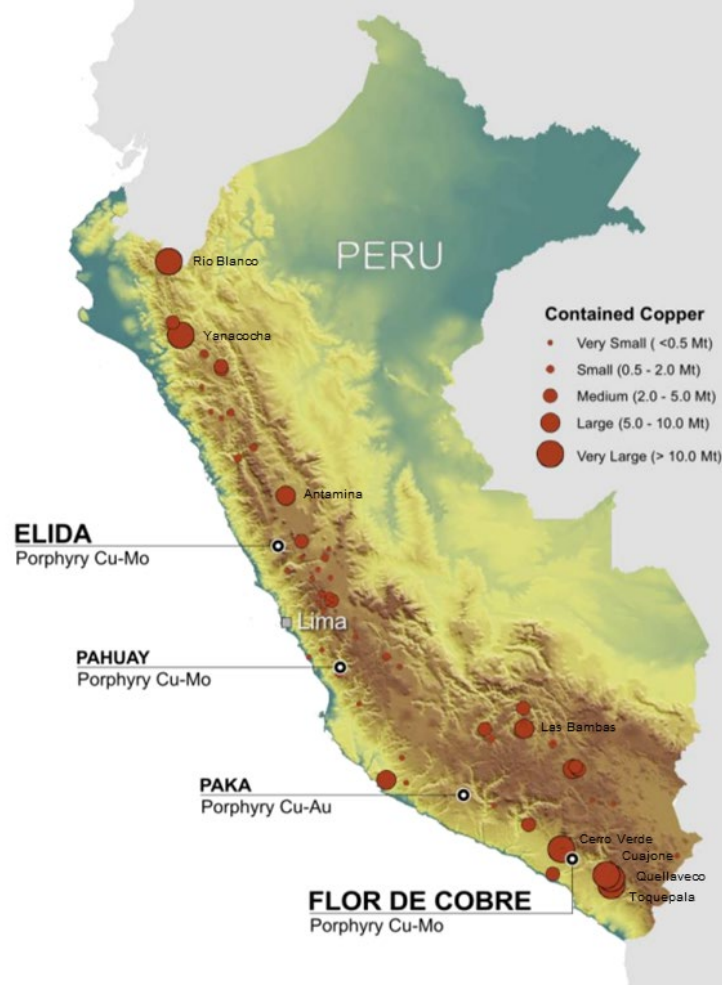 PERU
Rio Blanco
Yanacocha
Contained Copper
Very Small ( <0.5 Mt)
Small (0.5 - 2.0 Mt)
Medium (2.0 - 5.0 Mt)
Large (5.0 - 10.0 Mt)
Very Large (> 10.0 Mt)
Antamina
ELIDA
Porphyry Cu-Mo
Lima
PAHUAY
Porphyry Cu-Mo
Las Bambas
PAKA
Porphyry Cu-Au
Cerro Verde
Cuajone
Quellaveco
Toquepala
FLOR DE COBRE
Porphyry Cu-Mo